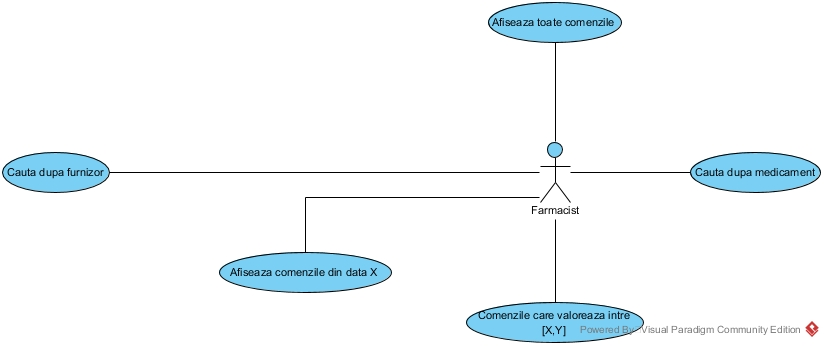 Afiseaza toate comenzile
Cauta dupa furnizor
Cauta dupa medicament
Farmacist
Afiseaza comenzile din data X
Comenzile care valoreaza intre
[X,Y]
Powered By Visual Paradigm Community Edition